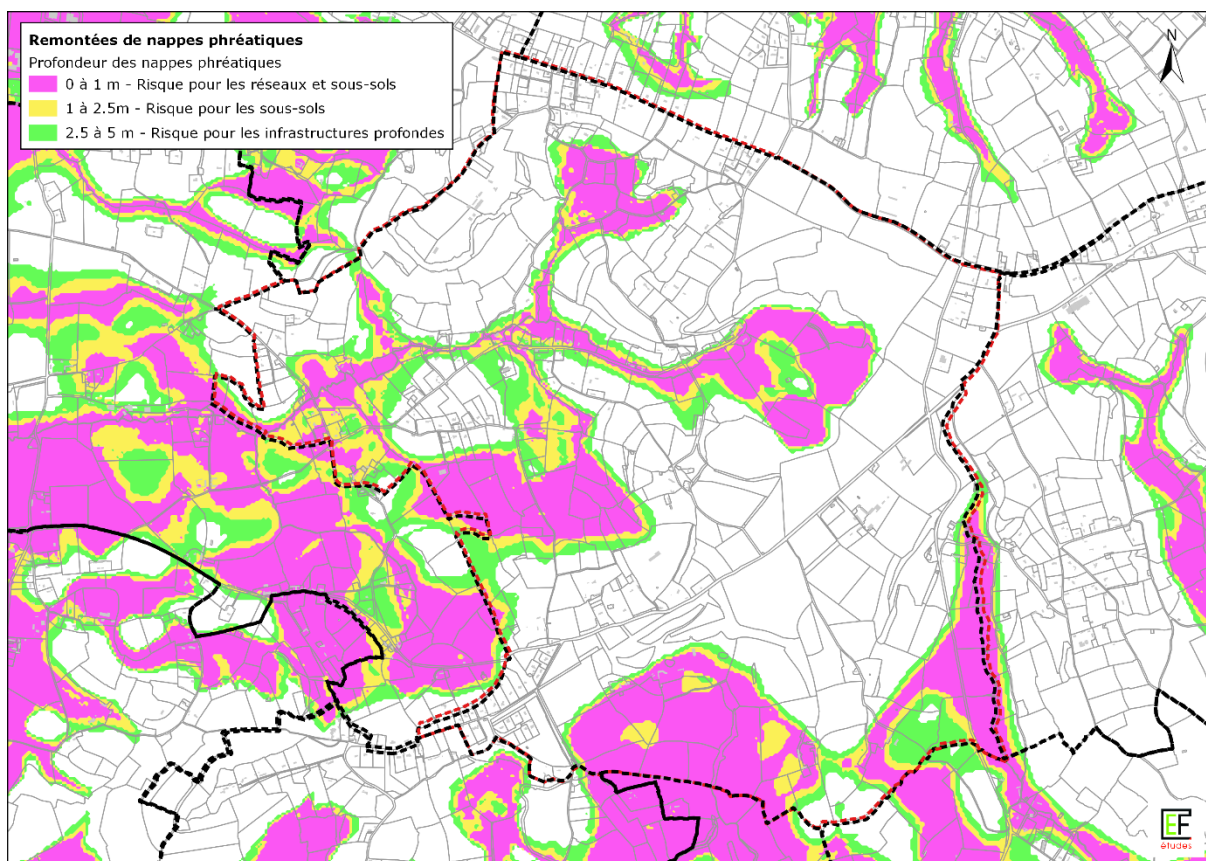 Remontées de nappes phréatiques
Profondeur des nappes phréatiques
0 à 1 m - Risque pour les réseaux et sous-sols
1 à 2.5m - Risque pour les sous-sols
2.5 à 5 m - Risque pour les infrastructures profondes
N
EF
études